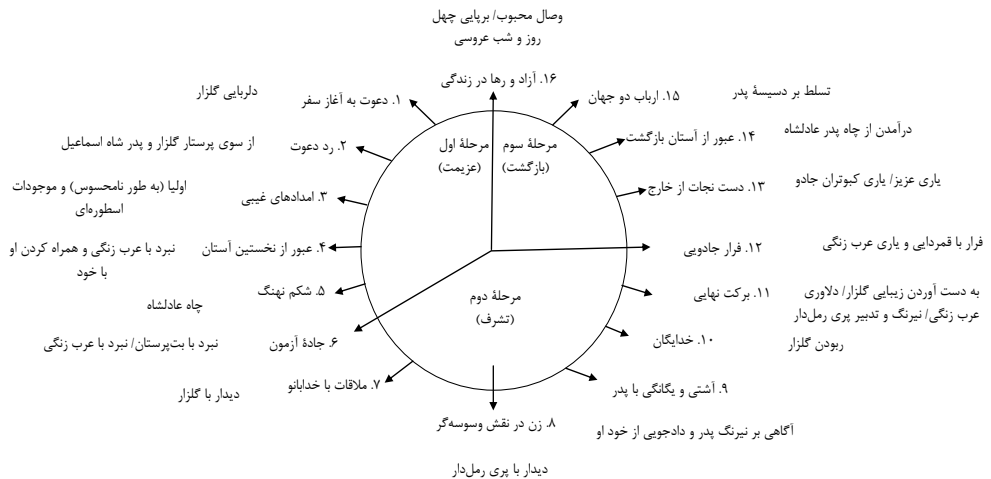 وصال محبوب/ برپایی چهل
روز و شب عروسی
۱۶. آزاد و رها در زندگی
مرحلهٔ اول
(عزیمت)
۱. دعوت به آغاز سفر
دلربایی گلزار
۲. رد دعوت
از سوی پرستار گلزار و پدر شاه اسماعیل
۳. امدادهای غیبی
اولیا (به طور نامحسوس) و موجودات
اسطوره‌ای
۴. عبور از نخستین آستان
نبرد با عرب زنگی و همراه کردن او
با خود
۵. شکم نهنگ
چاه عادلشاه
مرحلهٔ دوم
(تشرف)
۶. جادهٔ آزمون
نبرد با بت‌پرستان/ نبرد با عرب زنگی
۷. ملاقات با خدابانو
دیدار با گلزار
۸. زن در نقش وسوسه‌گر
دیدار با پری رمل‌دار
۹. آشتی و یگانگی با پدر
آگاهی بر نیرنگ پدر و دادجویی از خود او
۱۰. خدایگان
ربودن گلزار
۱۱. برکت نهایی
به دست آوردن زیبایی گلزار/ دلاوری
عرب زنگی/ نیرنگ و تدبیر پری رمل‌دار
مرحلهٔ سوم
(بازگشت)
۱۲. فرار جادویی
فرار با قمردایی و یاری عرب زنگی
۱۳. دست نجات از خارج
یاری عزیز/ یاری کبوتران جادو
۱۴. عبور از آستان بازگشت
درآمدن از چاه پدر عادلشاه
۱۵. ارباب دو جهان
تسلط بر دسیسهٔ پدر